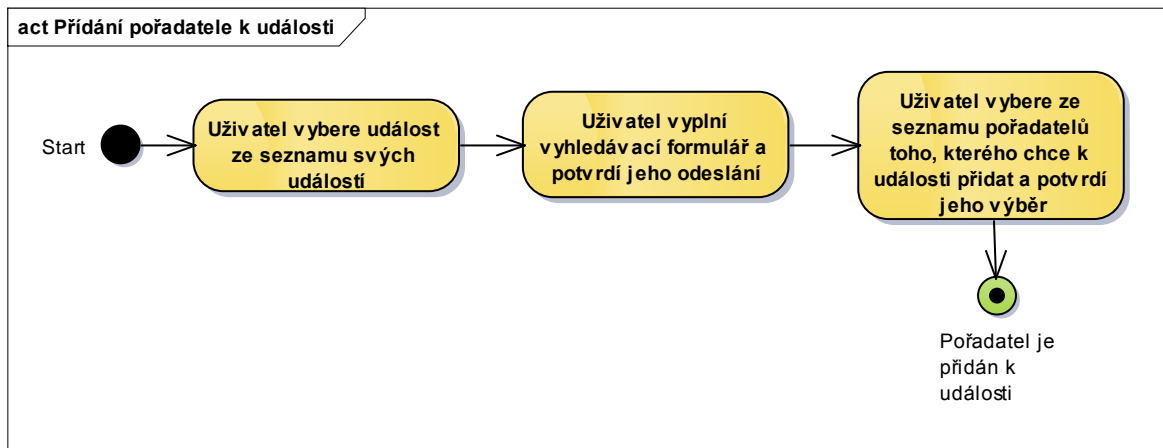 act Přídání pořadatele k události
Start
Uživatel vybere událost
ze seznamu svých
událostí
Uživatel vyplní
vyhledávací formulář a
potvrdí jeho odeslání
Uživatel vybere ze
seznamu pořadatelů
toho, kterého chce k
události přidat a potvrdí
jeho výběr
Pořadatel je
přidán k
události